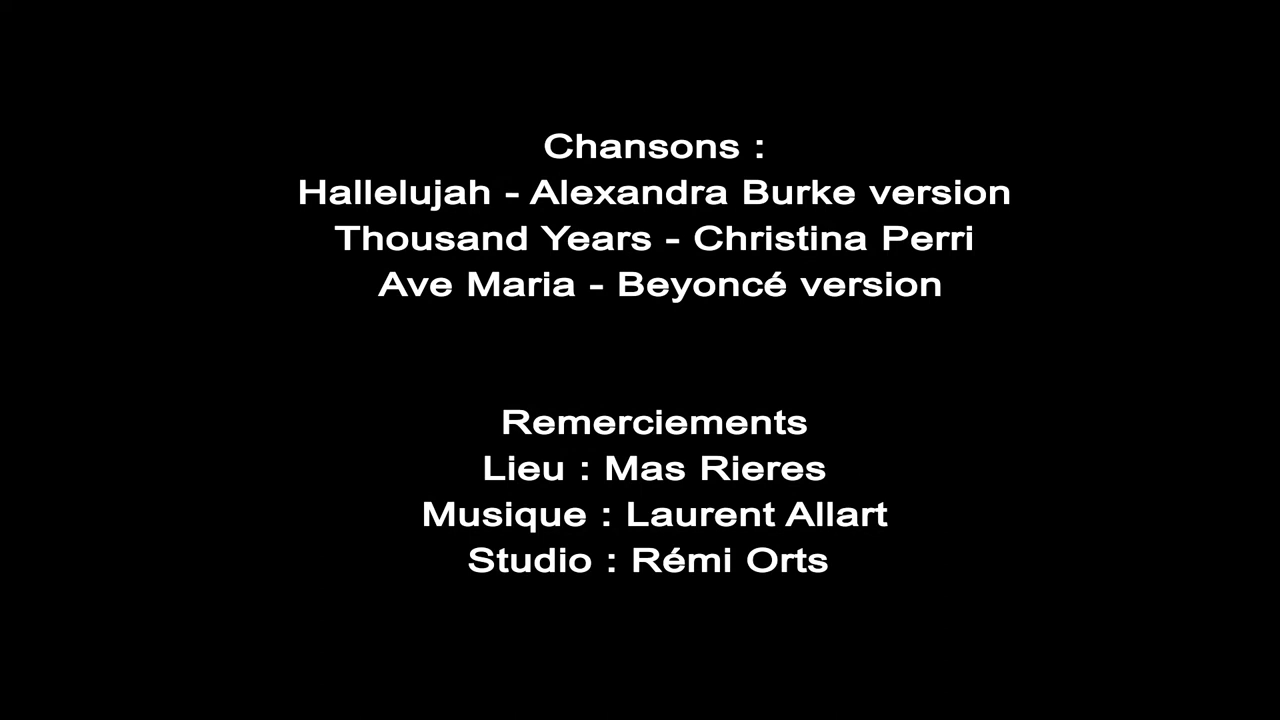 Chansons :
Hallelujah - Alexandra Burke version
Thousand Years - Christina Perri
Ave Maria - Beyoncé version
Remerciements
Lieu : Mas Rieres
Musique : Laurent Allart
Studio : Rémi Orts